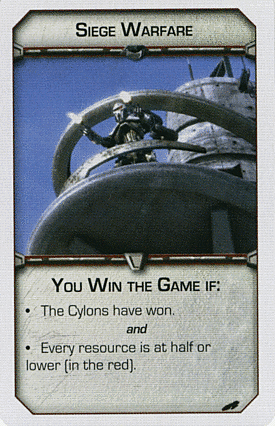 SIEGE WARFARE
YOU WIN THE GAME IF:
• The Cylons have won.
and
• Every resource is at half or
lower (in the red).